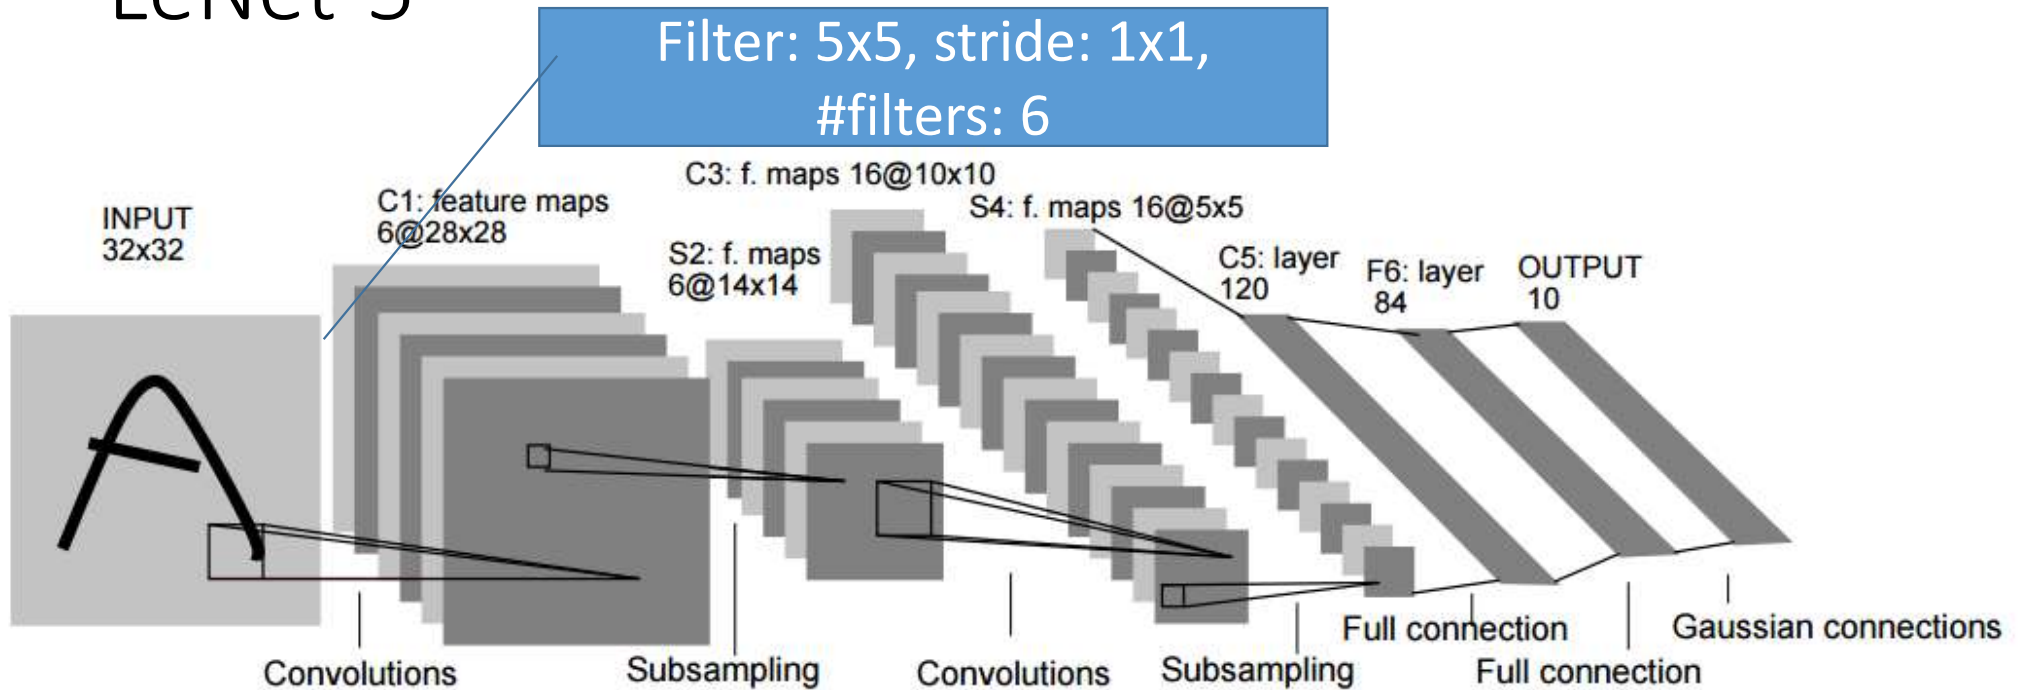 LeNet-5
Filter: 5x5, stride: 1x1,
#filters: 6
C3: f. maps 16@10x10
S4: f. maps 16@5x5
INPUT
32x32
C1: feature maps
6@28x28
S2: f. maps
6@14x14
C5: layer
120
F6: layer
84
OUTPUT
10
Convolutions
Subsampling
Convolutions
Subsampling
Full connection
Full connection
Gaussian connections